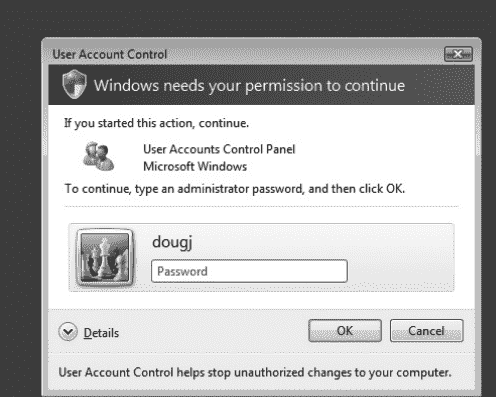 User Account Control
Windows needs your permission to continue
If you started this action, continue.
User Accounts Control Panel
Microsoft Windows
To continue, type an administrator password, and then click OK.
dougj
Password
Details
OK
Cancel
User Account Control helps stop unauthorized changes to your computer.